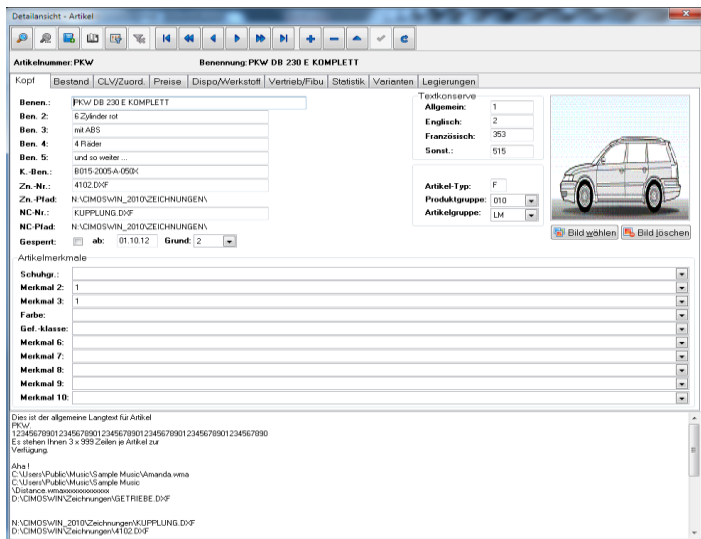 Detailansicht - Artikel
Artikelnummer: PKW Benennung: PKW DB 230 E KOMPLETT
Kopf Bestand CLV/Zuord. Preise Dispo/Werkstoff Vertrieb/Fibu Statistik Varianten Legierungen
Benen.: PKW DB 230 E KOMPLETT
Ben. 2: 6 Zylinder rot
Ben. 3: mit ABS
Ben. 4: 4 Räder
Ben. 5: und so weiter ...
K.-Ben.: B015-2005-A-050X
Zn.-Nr.: 4102.DXF
Zn.-Pfad: N:\CIMOSWIN_2010\ZEICHNUNGEN\
NC-Nr.: KUPPLUNG.DXF
NC-Pfad: N:\CIMOSWIN_2010\ZEICHNUNGEN\
Gesperrt: ab: 01.10.12 Grund: 2
Textkonserve
Allgemein: 1
Englisch: 2
Französisch: 353
Sonst.: 515
Artikel-Typ: F
Produktgruppe: 010
Artikelgruppe: LM
Bild wählen Bild löschen
Artikelmerkmale
Schuhgr.:
Merkmal 2: 1
Merkmal 3: 1
Farbe:
Gef.-klasse:
Merkmal 6:
Merkmal 7:
Merkmal 8:
Merkmal 9:
Merkmal 10:
Dies ist der allgemeine Langtext für Artikel
PKW.
123456789012345678901234567890123456789012345678901234567890
Es stehen Ihnen 3 x 999 Zeilen je Artikel zur
Verfügung.
Aha !
C:\Users\Public\Music\Sample Music\Amanda.wma
C:\Users\Public\Music\Sample Music
D:\CIMOSWIN\Zeichnungen\GETRIEBE.DXF
N:\CIMOSWIN_2010\Zeichnungen\KUPPLUNG.DXF
D:\CIMOSWIN\Zeichnungen\4102.DXF